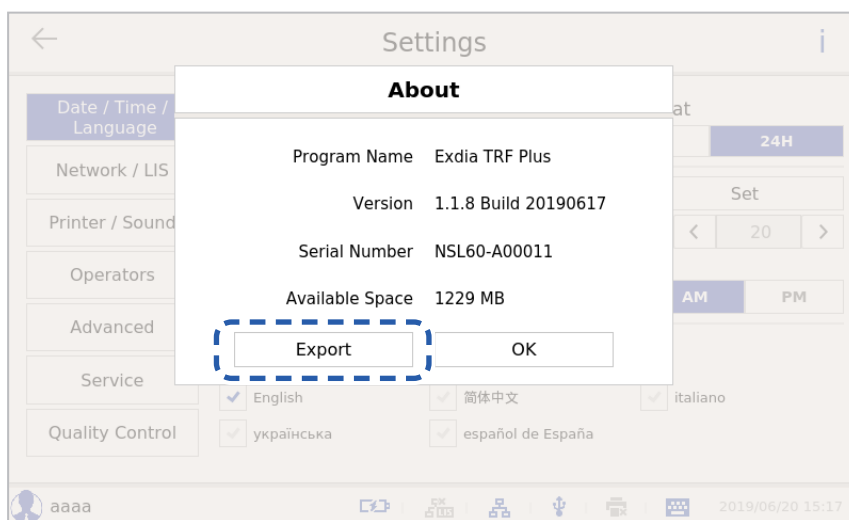 Settings
i
About
Date / Time /
Language
at
24H
Program Name Exdia TRF Plus
Network / LIS
Set
Version 1.1.8 Build 20190617
Printer / Sound
< 20 >
Serial Number NSL60-A00011
Operators
Available Space 1229 MB
AM PM
Advanced
Export OK
Service
English 简体中文 italiano
Quality Control
українська español de España
aaaa
2019/06/20 15:17